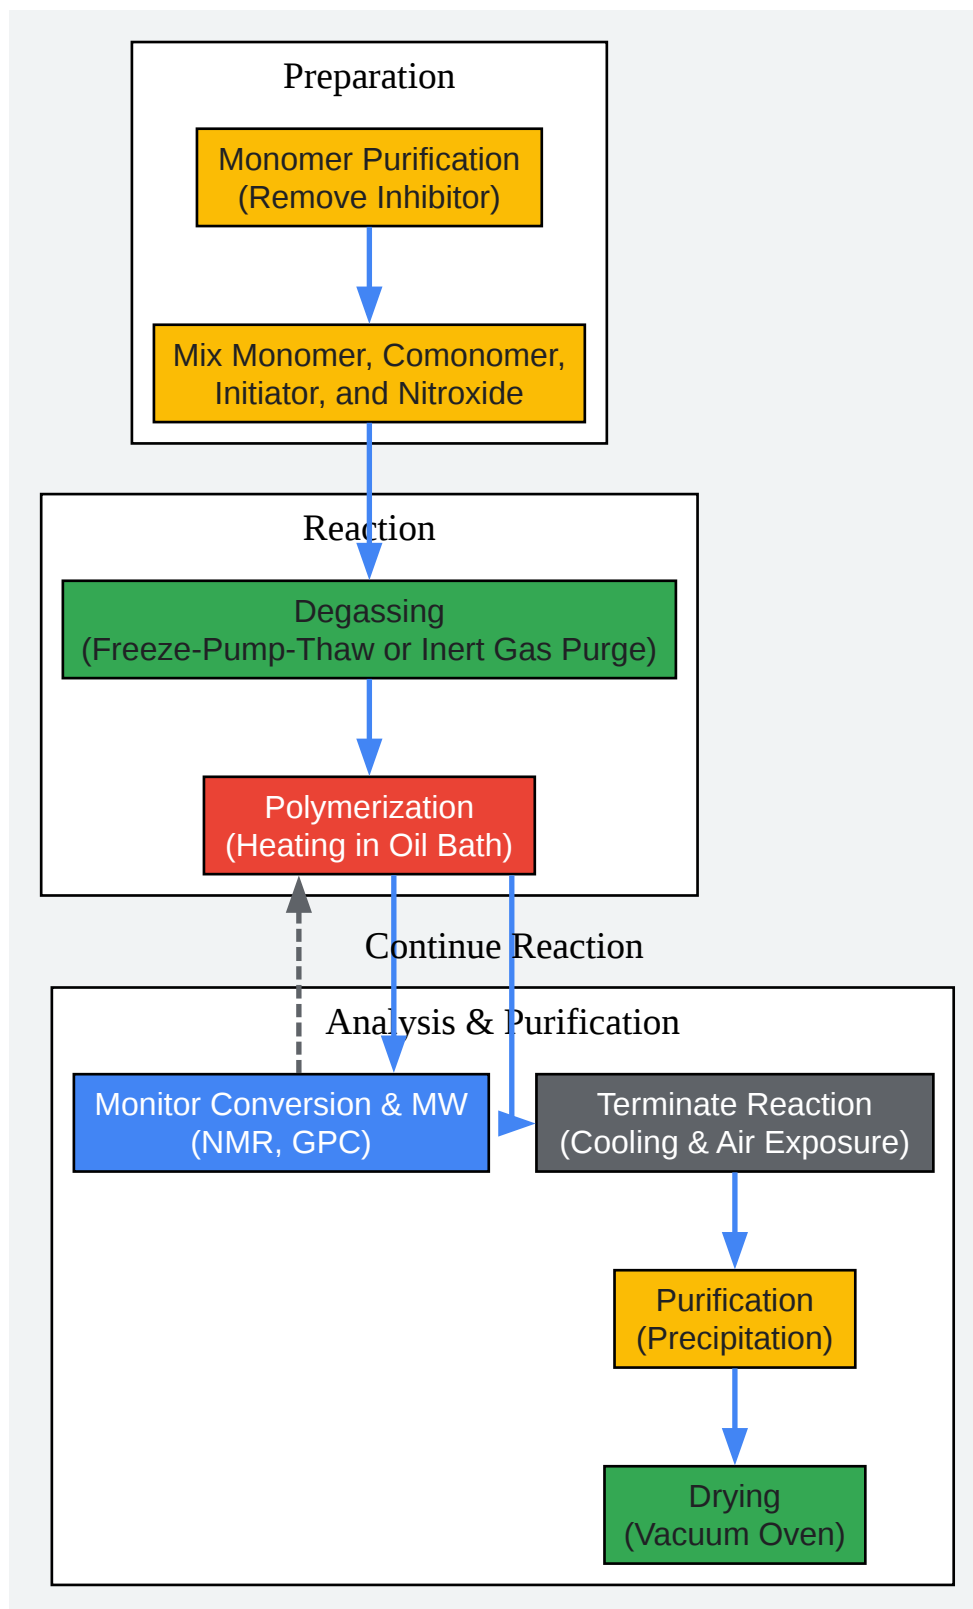 Preparation
Monomer Purification
(Remove Inhibitor)
Mix Monomer, Comonomer,
Initiator, and Nitroxide
Reaction
Degassing
(Freeze-Pump-Thaw or Inert Gas Purge)
Polymerization
(Heating in Oil Bath)
Continue Reaction
Analysis & Purification
Monitor Conversion & MW
(NMR, GPC)
Terminate Reaction
(Cooling & Air Exposure)
Purification
(Precipitation)
Drying
(Vacuum Oven)